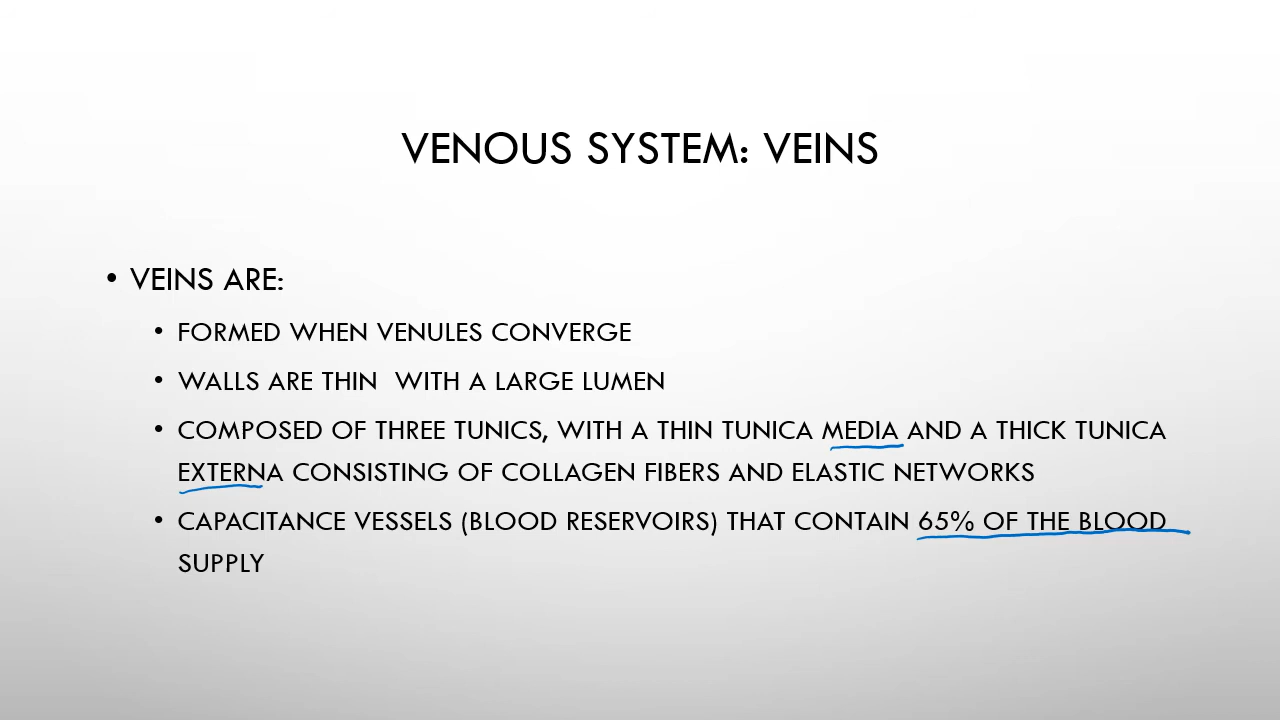 VENOUS SYSTEM: VEINS
• VEINS ARE:
• FORMED WHEN VENULES CONVERGE
• WALLS ARE THIN  WITH A LARGE LUMEN
• COMPOSED OF THREE TUNICS, WITH A THIN TUNICA MEDIA AND A THICK TUNICA
EXTERNA CONSISTING OF COLLAGEN FIBERS AND ELASTIC NETWORKS
• CAPACITANCE VESSELS (BLOOD RESERVOIRS) THAT CONTAIN 65% OF THE BLOOD
SUPPLY